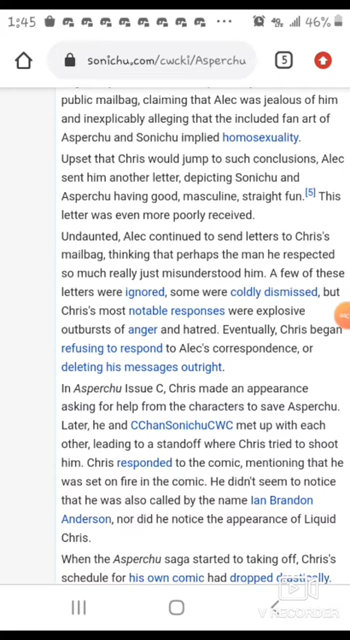 1:45 46%
sonichu.com/cwcki/Asperchu 5
public mailbag, claiming that Alec was jealous of him
and inexplicably alleging that the included fan art of
Asperchu and Sonichu implied homosexuality.
Upset that Chris would jump to such conclusions, Alec
sent him another letter, depicting Sonichu and
Asperchu having good, masculine, straight fun.[5] This
letter was even more poorly received.
Undaunted, Alec continued to send letters to Chris's
mailbag, thinking that perhaps the man he respected
so much really just misunderstood him. A few of these
letters were ignored, some were coldly dismissed, but
Chris's most notable responses were explosive
outbursts of anger and hatred. Eventually, Chris began
refusing to respond to Alec's correspondence, or
deleting his messages outright.
In Asperchu Issue C, Chris made an appearance
asking for help from the characters to save Asperchu.
Later, he and CChanSonichuCWC met up with each
other, leading to a standoff where Chris tried to shoot
him. Chris responded to the comic, mentioning that he
was set on fire in the comic. He didn't seem to notice
that he was also called by the name Ian Brandon
Anderson, nor did he notice the appearance of Liquid
Chris.
When the Asperchu saga started to taking off, Chris's
schedule for his own comic had dropped drastically.
V RECORDER